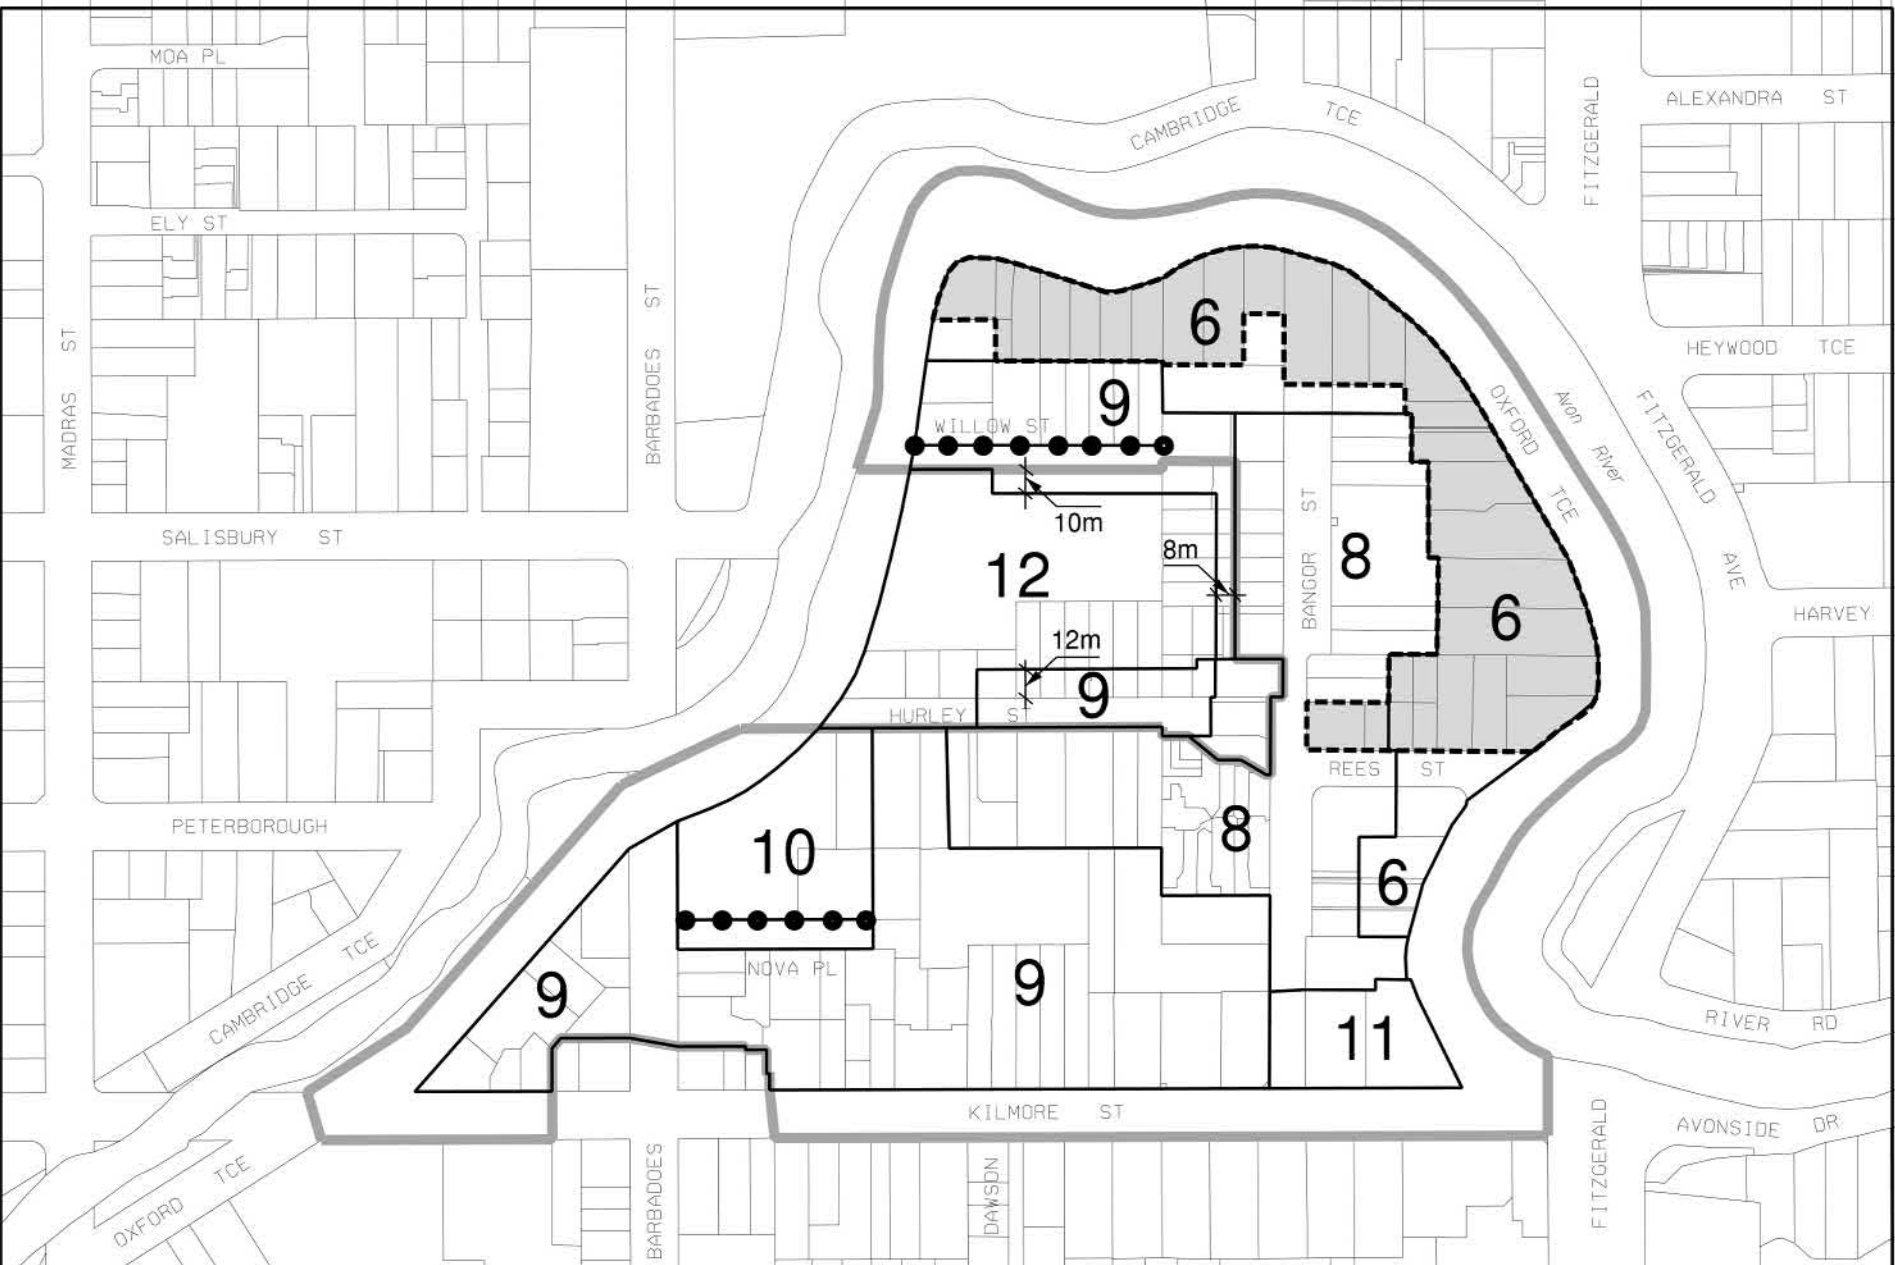 MOA PL
CAMBRIDGE TCE
FITZGERALD
ALEXANDRA ST
ELY ST
MADRAS ST
BARBADOES ST
6
HEYWOOD TCE
9
WILLOW ST
OXFORD TCE
Avon River
FITZGERALD AVE
10m
SALISBURY ST
8m
12
BANGOR ST
8
6
HARVEY
12m
9
HURLEY ST
REES ST
PETERBOROUGH
10
8
6
CAMBRIDGE TCE
NOVA PL
9
9
11
RIVER RD
KILMORE ST
AVONSIDE DR
OXFORD TCE
BARBADOES
DAWSON
FITZGERALD